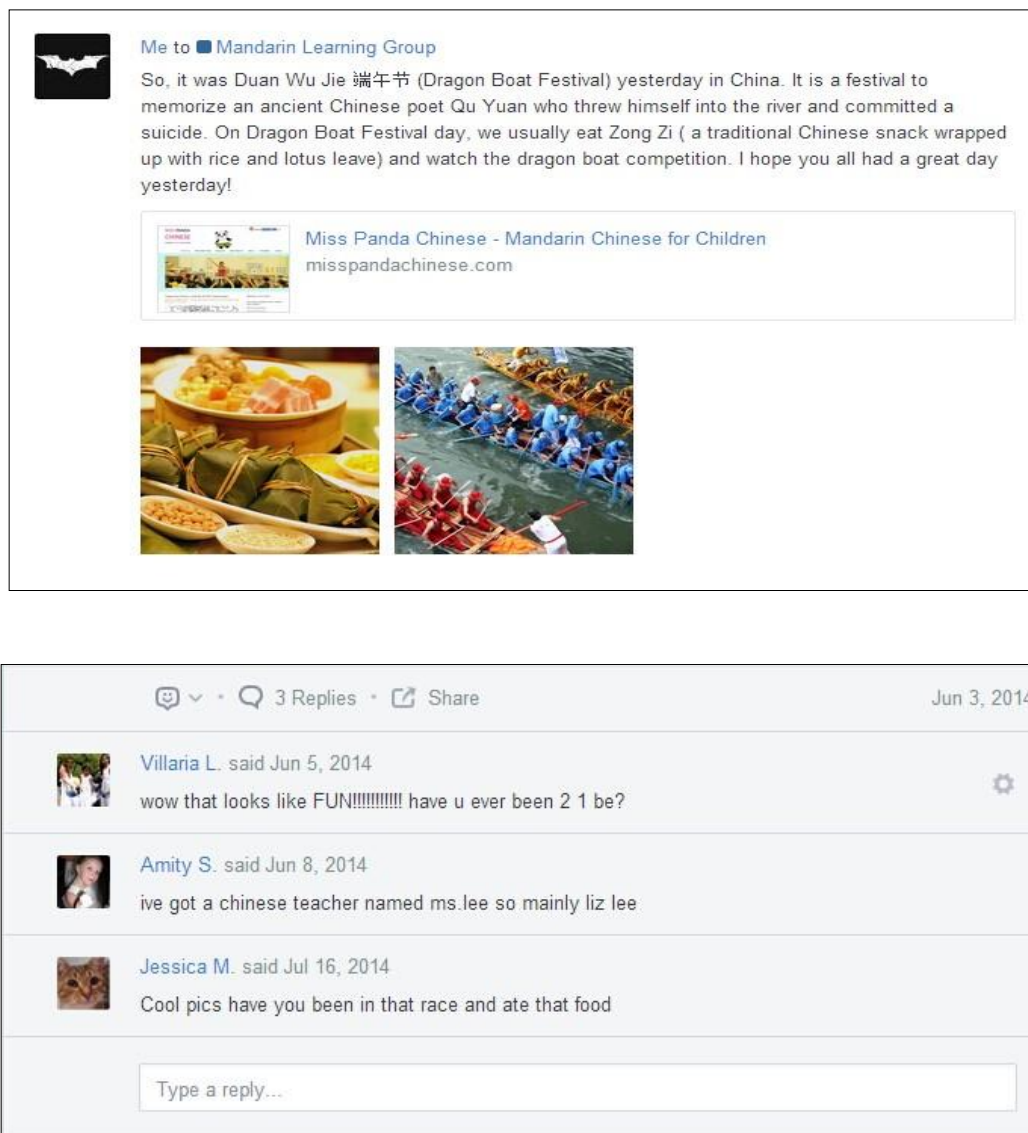 Me to Mandarin Learning Group
So, it was Duan Wu Jie 端午节 (Dragon Boat Festival) yesterday in China. It is a festival to
memorize an ancient Chinese poet Qu Yuan who threw himself into the river and committed a
suicide. On Dragon Boat Festival day, we usually eat Zong Zi ( a traditional Chinese snack wrapped
up with rice and lotus leave) and watch the dragon boat competition. I hope you all had a great day
yesterday!
Miss Panda Chinese - Mandarin Chinese for Children
misspandachinese.com
3 Replies • Share
Jun 3, 2014
Villaria L. said Jun 5, 2014
wow that looks like FUN!!!!!!!!!!! have u ever been 2 1 be?
Amity S. said Jun 8, 2014
ive got a chinese teacher named ms.lee so mainly liz lee
Jessica M. said Jul 16, 2014
Cool pics have you been in that race and ate that food
Type a reply...